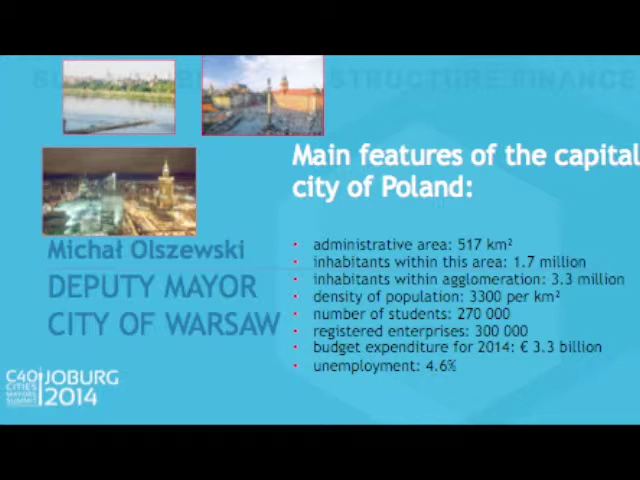 STRUCTURE FINANCE
Main features of the capital
city of Poland:
Michał Olszewski
DEPUTY MAYOR
CITY OF WARSAW
• administrative area: 517 km²
• inhabitants within this area: 1.7 million
• inhabitants within agglomeration: 3.3 million
• density of population: 3300 per km²
• number of students: 270 000
• registered enterprises: 300 000
• budget expenditure for 2014: € 3.3 billion
• unemployment: 4.6%
C40
CITIES
MAYORS
SUMMIT
JOBURG
2014